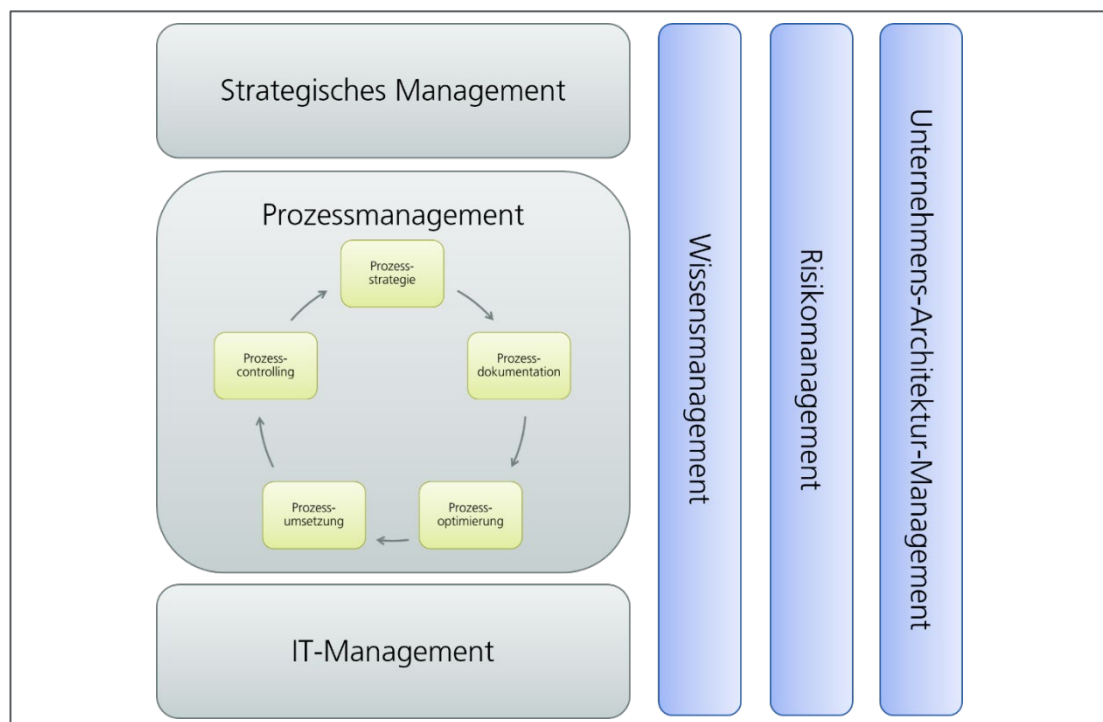 Strategisches Management
Prozessmanagement
Prozess-
strategie
Prozess-
dokumentation
Prozess-
optimierung
Prozess-
umsetzung
Prozess-
controlling
IT-Management
Wissensmanagement
Risikomanagement
Unternehmens-Architektur-Management